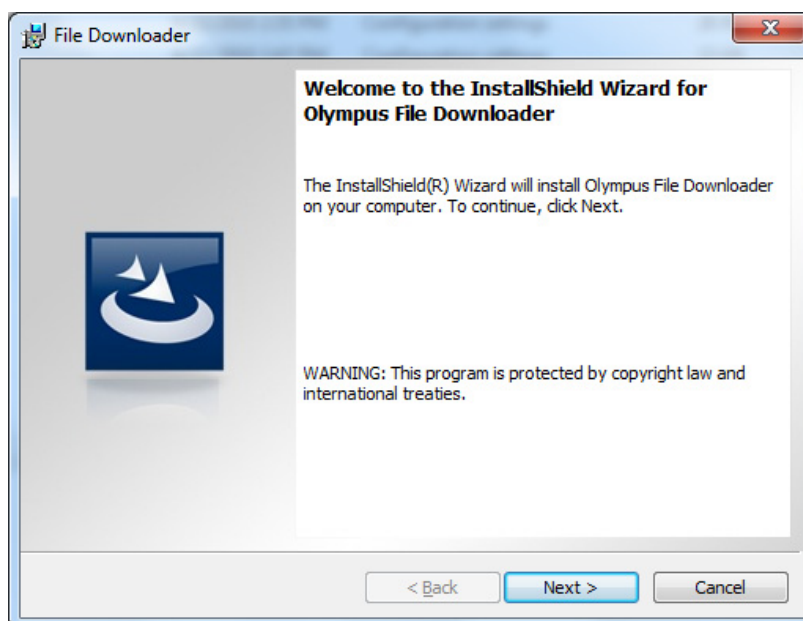 File Downloader
Welcome to the InstallShield Wizard for
Olympus File Downloader
The InstallShield(R) Wizard will install Olympus File Downloader
on your computer. To continue, click Next.
WARNING: This program is protected by copyright law and
international treaties.
< Back
Next >
Cancel